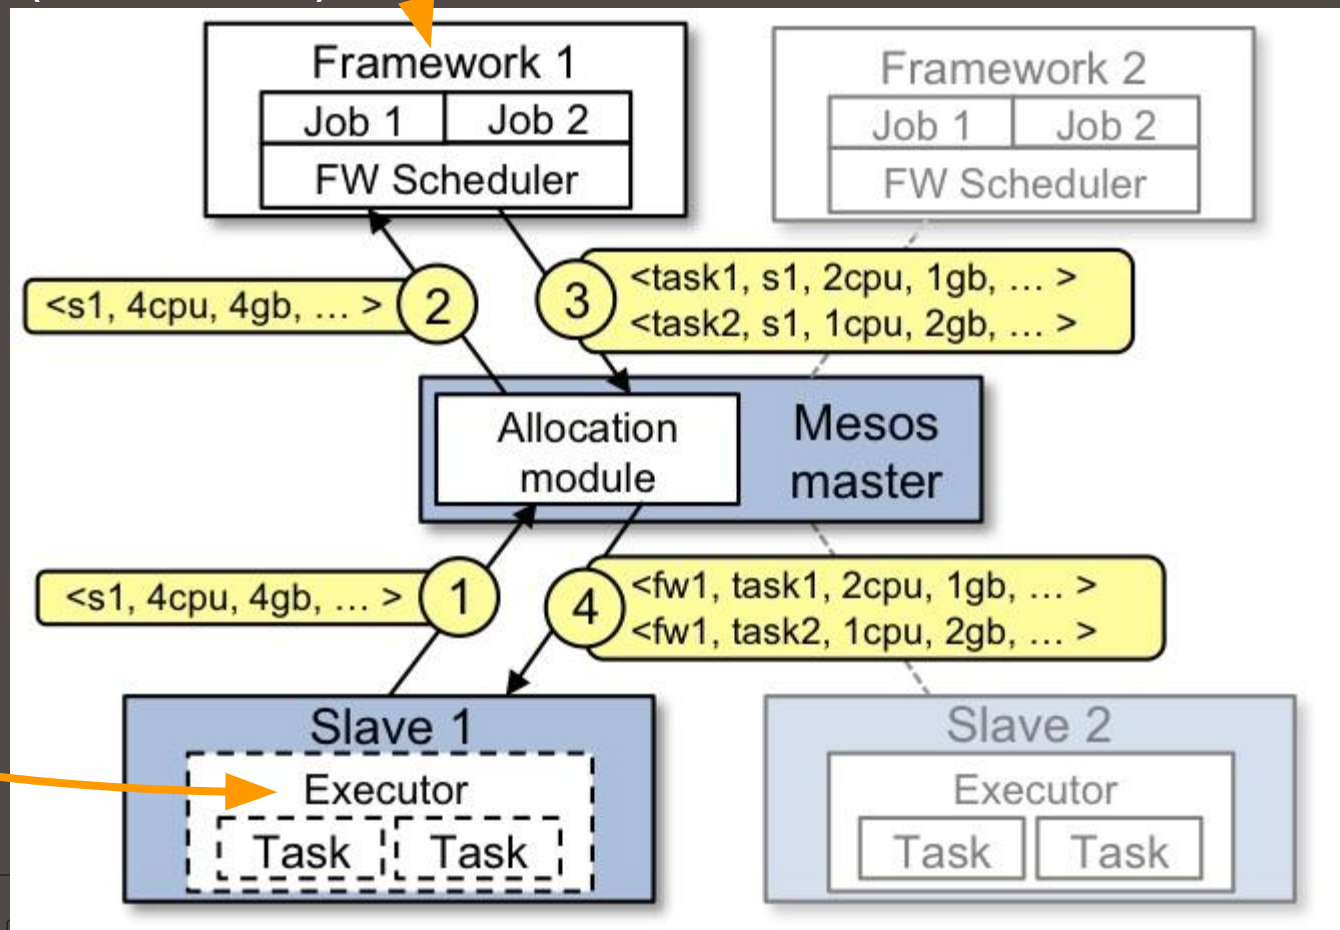 Framework 1
Job 1
Job 2
FW Scheduler
Framework 2
Job 1
Job 2
FW Scheduler
<s1, 4cpu, 4gb, … >
2
3
<task1, s1, 2cpu, 1gb, … >
<task2, s1, 1cpu, 2gb, … >
Allocation
module
Mesos
master
<s1, 4cpu, 4gb, … >
1
4
<fw1, task1, 2cpu, 1gb, … >
<fw1, task2, 1cpu, 2gb, … >
Slave 1
Executor
Task
Task
Slave 2
Executor
Task
Task